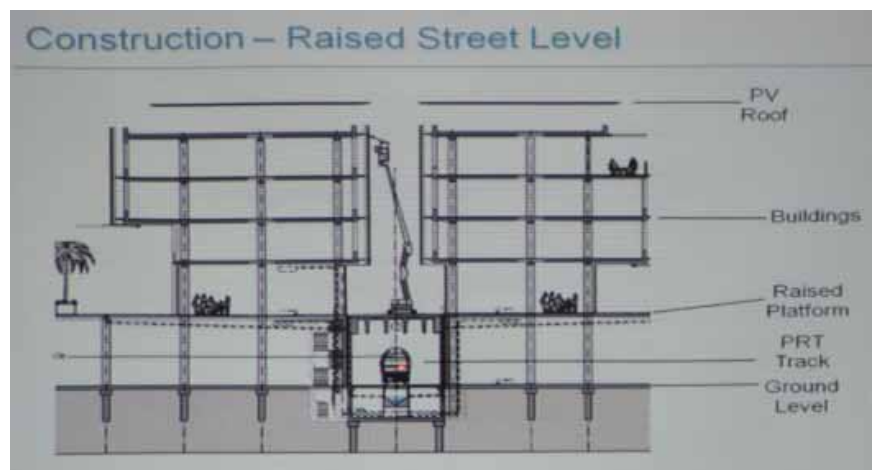 Construction – Raised Street Level
PV
Roof
Buildings
Raised
Platform
PRT
Track
Ground
Level